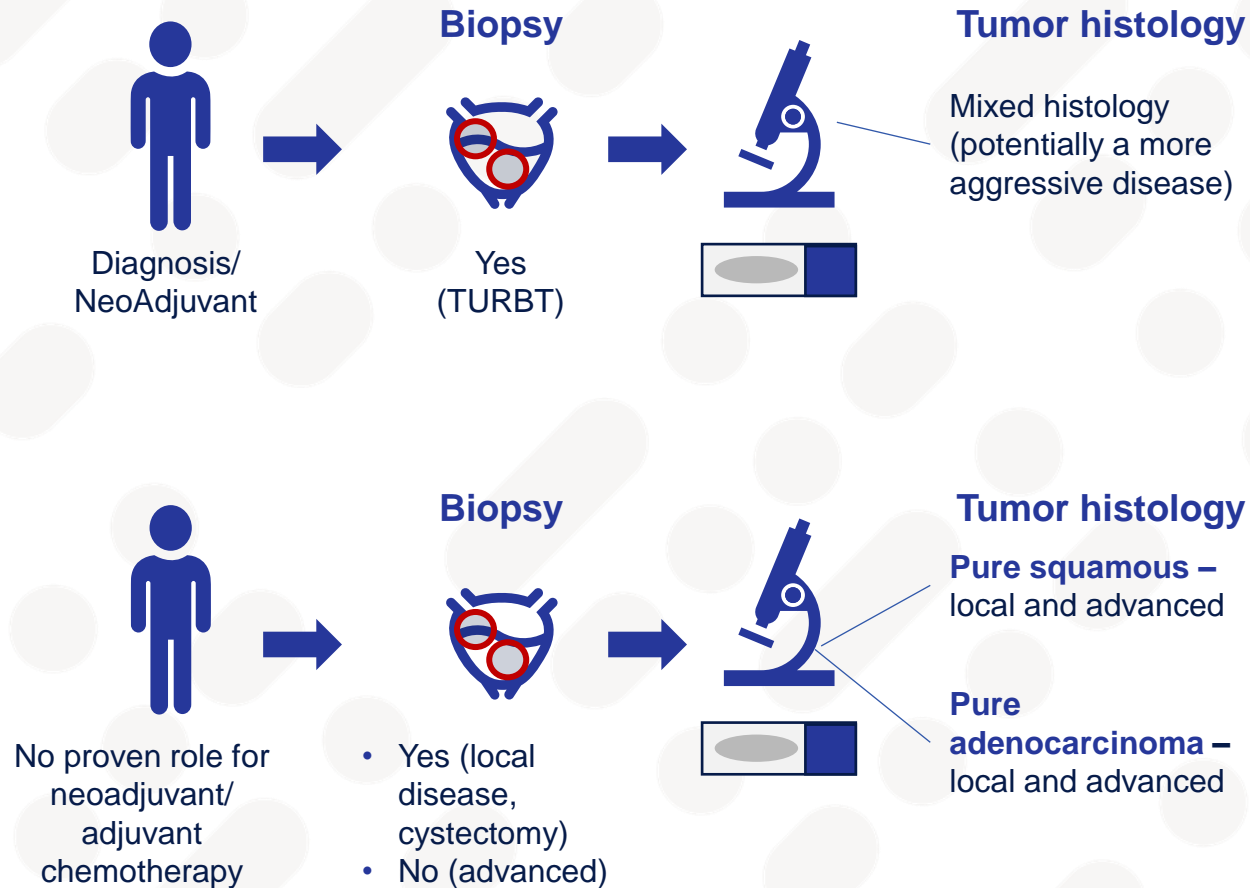 Biopsy
Tumor histology
Mixed histology
(potentially a more
aggressive disease)
Diagnosis/
NeoAdjuvant
Yes
(TURBT)
Biopsy
Tumor histology
Pure squamous –
local and advanced
Pure
adenocarcinoma –
local and advanced
No proven role for
neoadjuvant/
adjuvant
chemotherapy
• Yes (local
disease,
cystectomy)
• No (advanced)